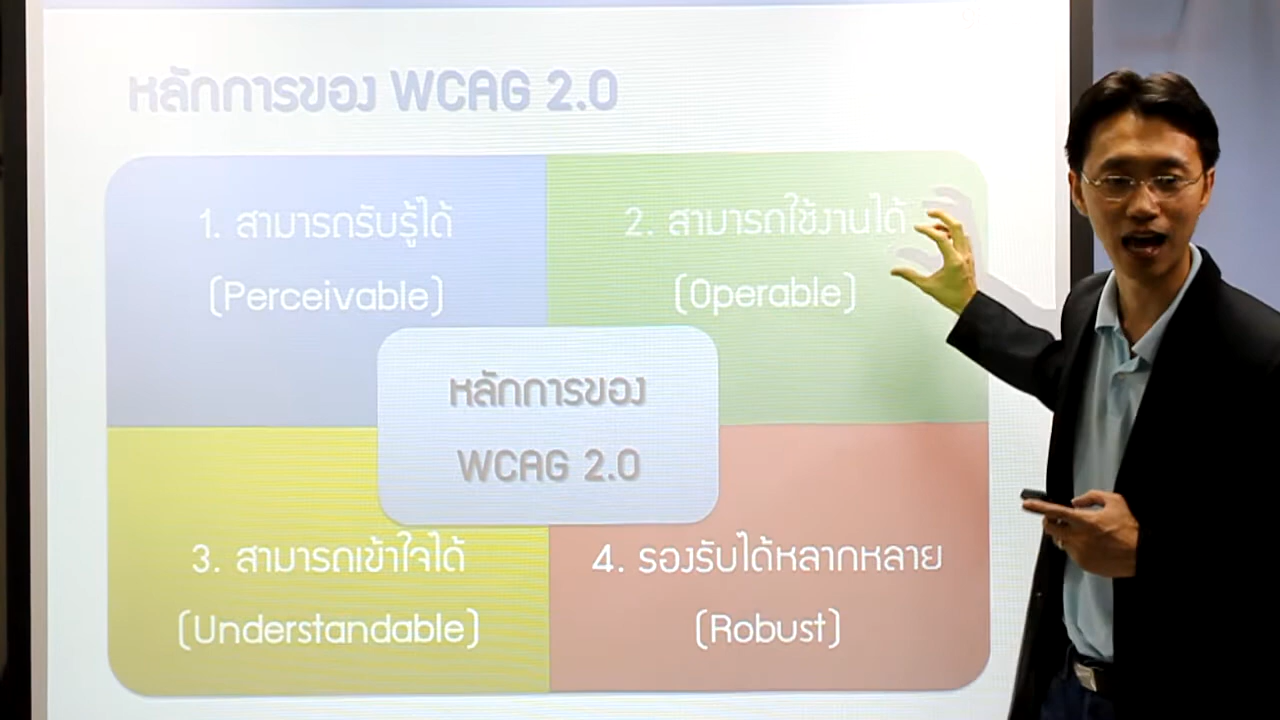 หลักการของ WCAG 2.0
1. สามารถรับรู้ได้
(Perceivable)
2. สามารถใช้งานได้
(Operable)
หลักการของ
WCAG 2.0
3. สามารถเข้าใจได้
(Understandable)
4. รองรับได้หลากหลาย
(Robust)